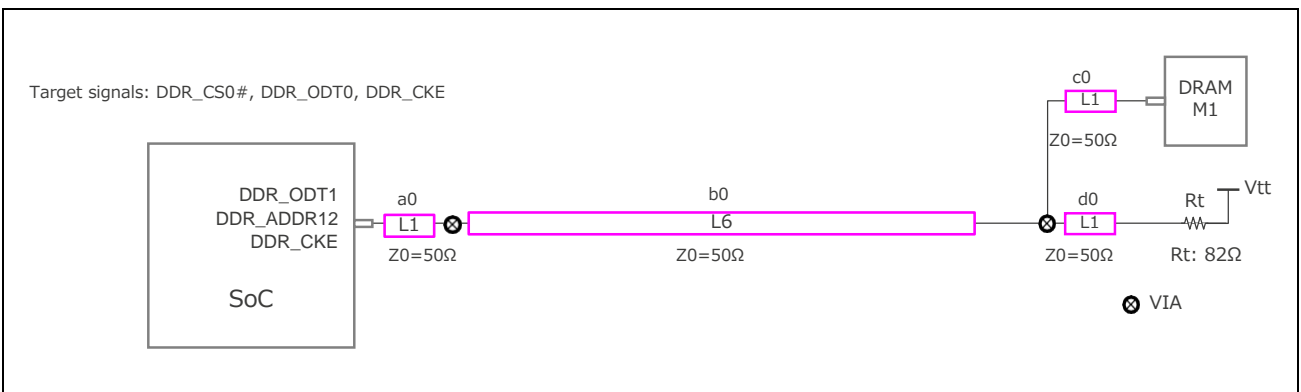 Target signals: DDR_CS0#, DDR_ODT0, DDR_CKE
c0
L1
Z0=50Ω
DRAM
M1
DDR_ODT1
DDR_ADDR12
DDR_CKE
SoC
a0
L1
Z0=50Ω
b0
L6
Z0=50Ω
d0
L1
Z0=50Ω
Rt
Vtt
Rt: 82Ω
VIA